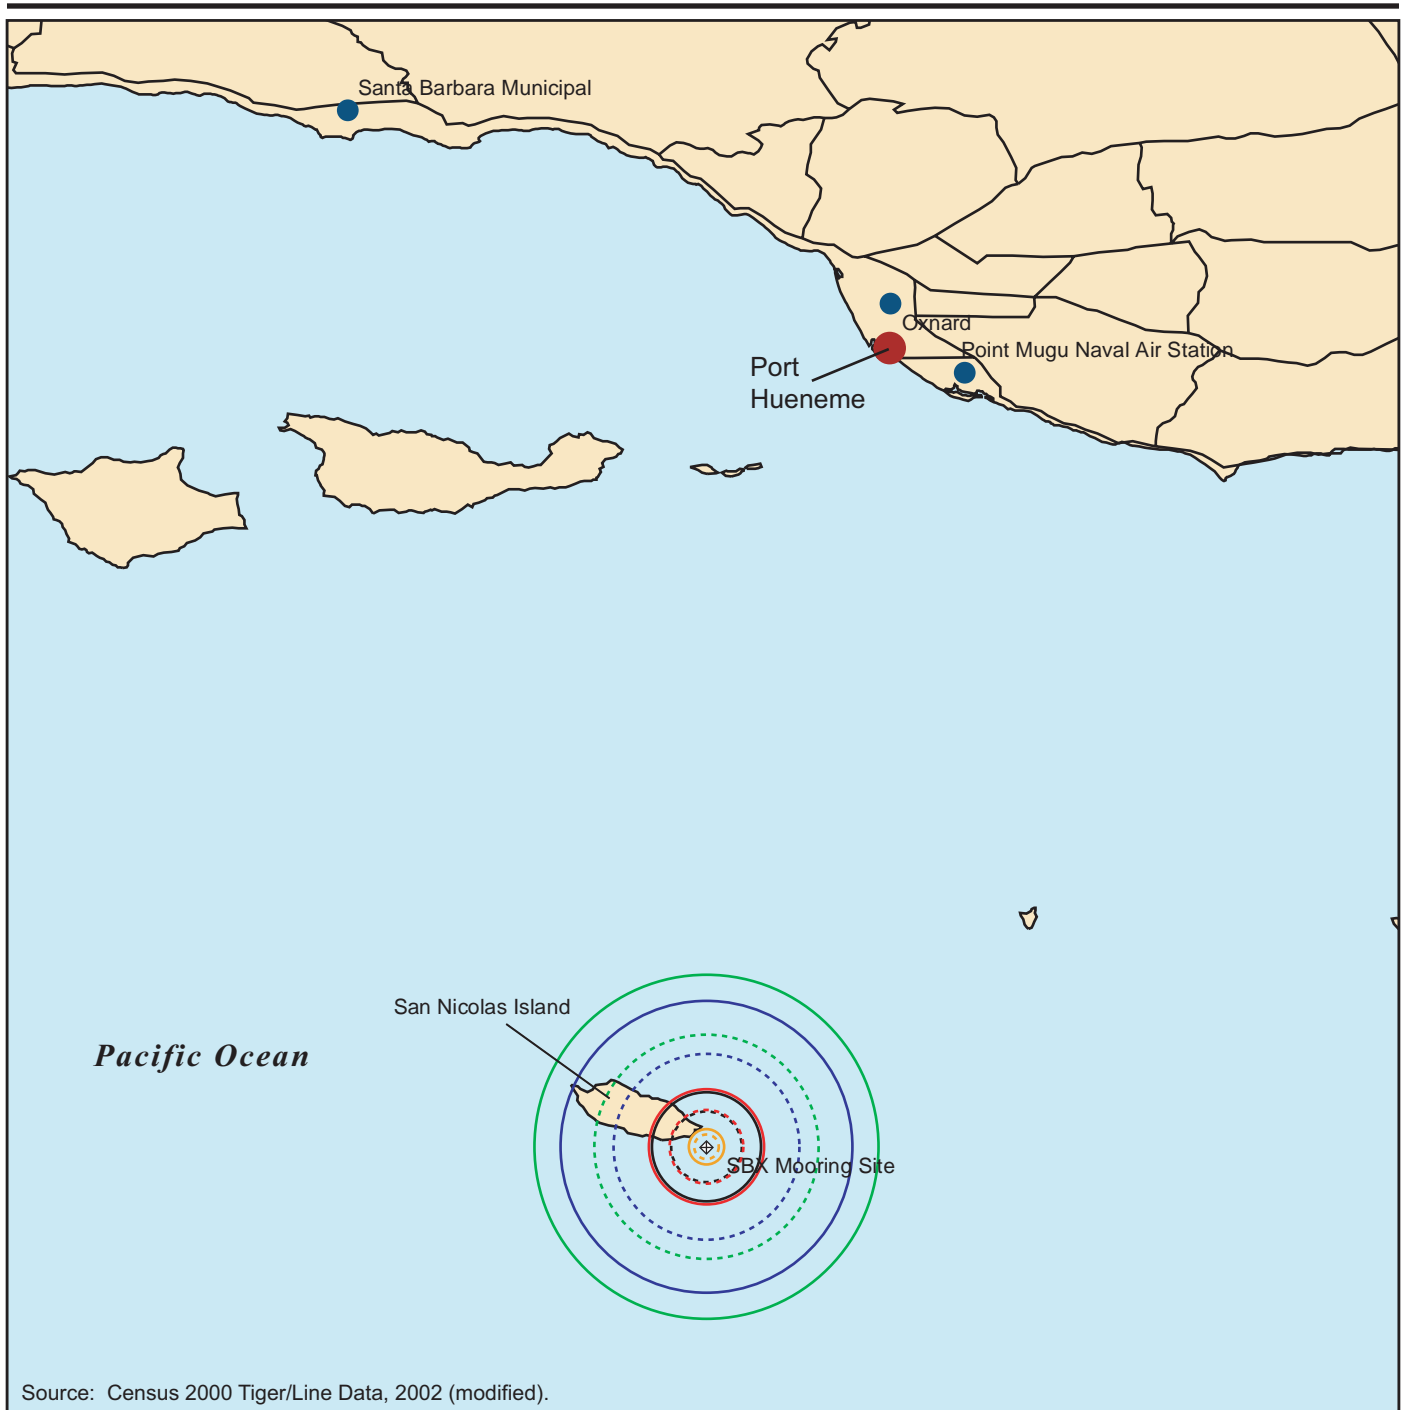 Santa Barbara Municipal
Oxnard
Point Mugu Naval Air Station
Port
Hueneme
San Nicolas Island
Pacific Ocean
SBX Mooring Site
Source: Census 2000 Tiger/Line Data, 2002 (modified).